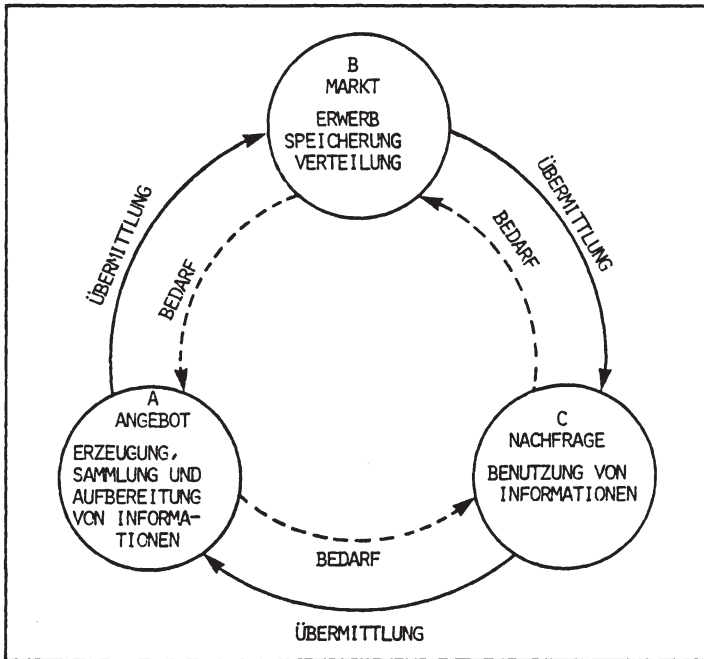 B
MARKT
ERWERB
SPEICHERUNG
VERTEILUNG
ÜBERMITTLUNG
BEDARF
BEDARF
ÜBERMITTLUNG
A
ANGEBOT
ERZEUGUNG,
SAMMLUNG UND
AUFBEREITUNG
VON INFORMA-
TIONEN
C
NACHFRAGE
BENUTZUNG VON
INFORMATIONEN
BEDARF
ÜBERMITTLUNG